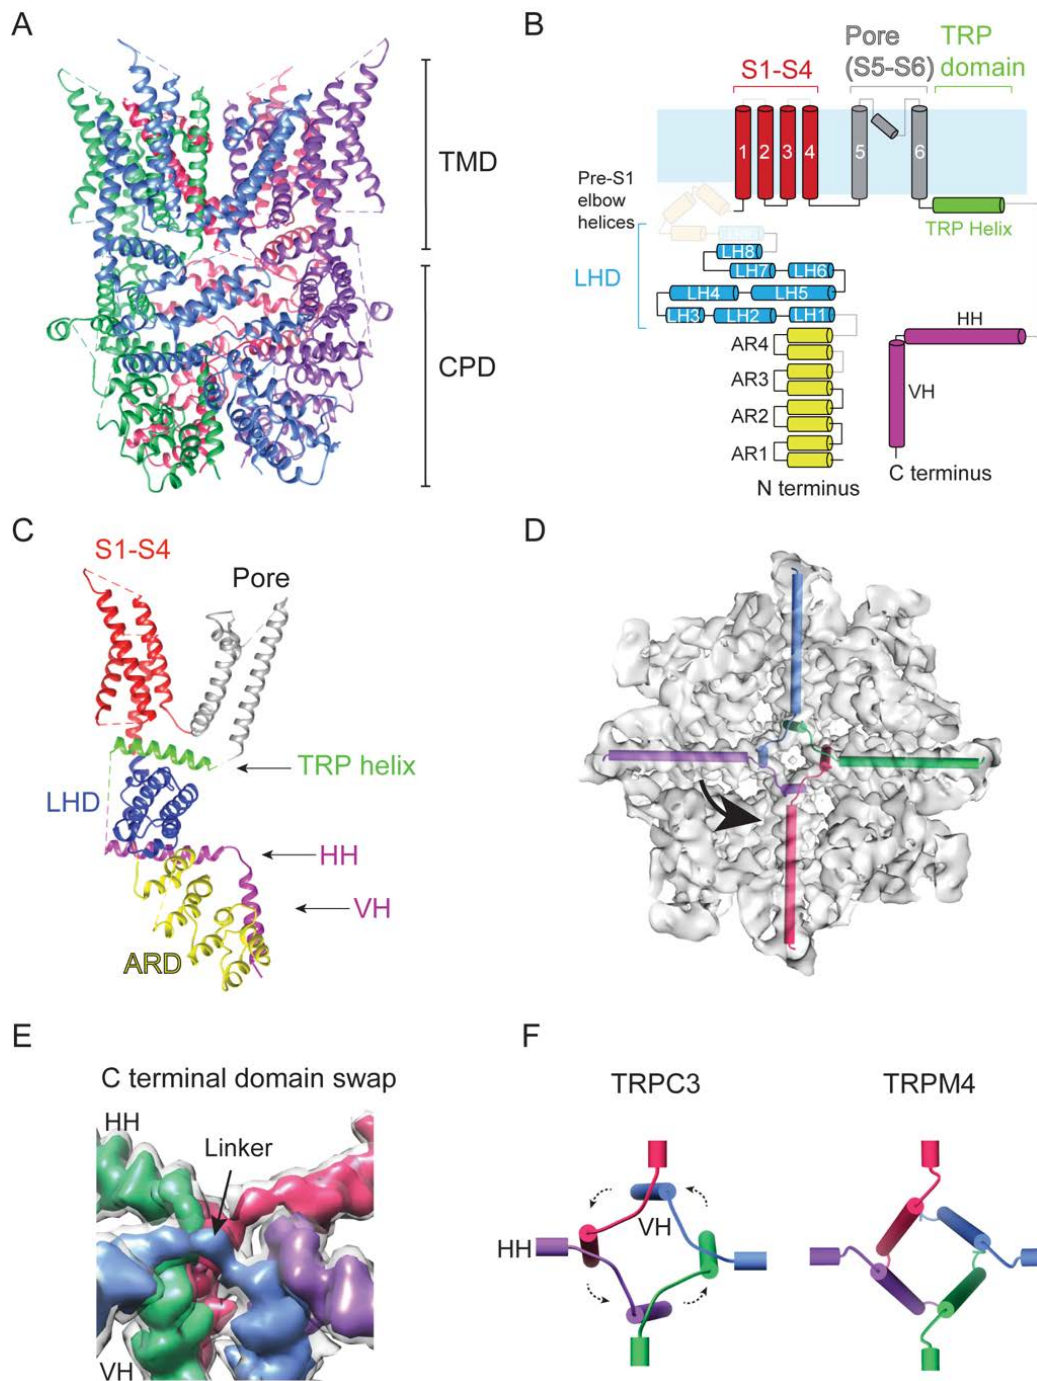 A
TMD
CPD
B
S1-S4
Pore
(S5-S6)
TRP
domain
1
2
3
4
5
6
Pre-S1
elbow
helices
TRP Helix
LHD
LH8
LH7
LH6
LH4
LH5
LH3
LH2
LH1
HH
VH
AR4
AR3
AR2
AR1
N terminus
C terminus
C
S1-S4
Pore
TRP helix
LHD
HH
VH
ARD
D
E
C terminal domain swap
HH
Linker
VH
F
TRPC3
TRPM4
VH
HH